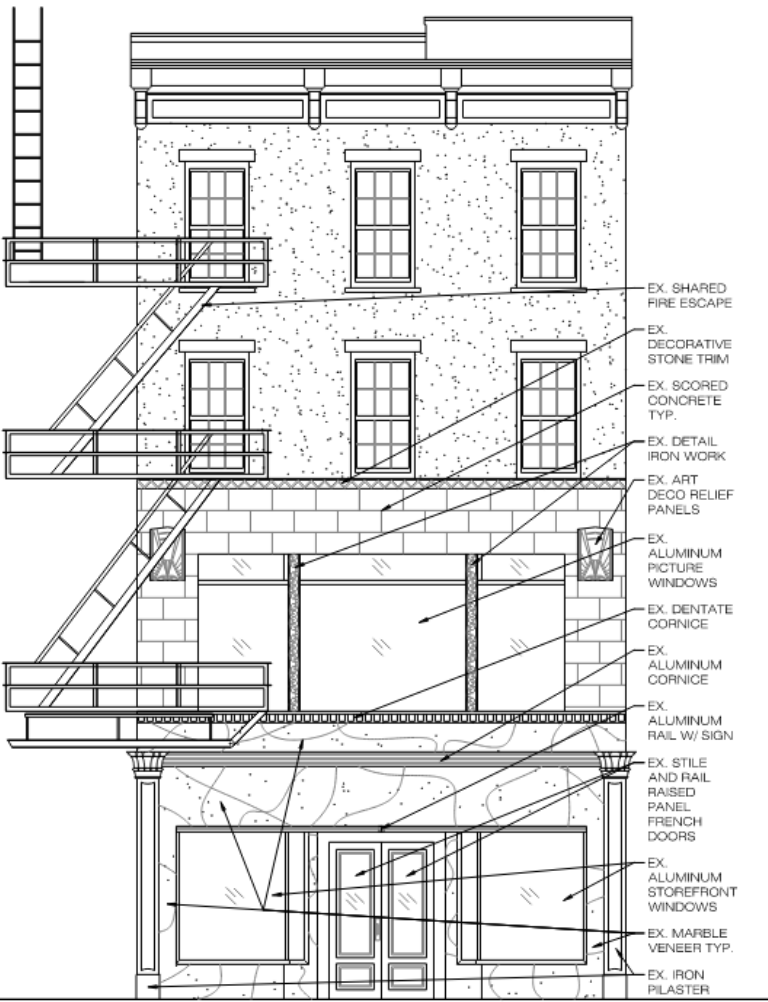 EX. SHARED
FIRE ESCAPE
EX.
DECORATIVE
STONE TRIM
EX. SCORED
CONCRETE
TYP.
EX. DETAIL
IRON WORK
EX. ART
DECO RELIEF
PANELS
EX.
ALUMINUM
PICTURE
WINDOWS
EX. DENTATE
CORNICE
EX.
ALUMINUM
CORNICE
EX.
ALUMINUM
RAIL W/ SIGN
EX. STILE
AND RAIL
RAISED
PANEL
FRENCH
DOORS
EX.
ALUMINUM
STOREFRONT
WINDOWS
EX. MARBLE
VENEER TYP.
EX. IRON
PILASTER